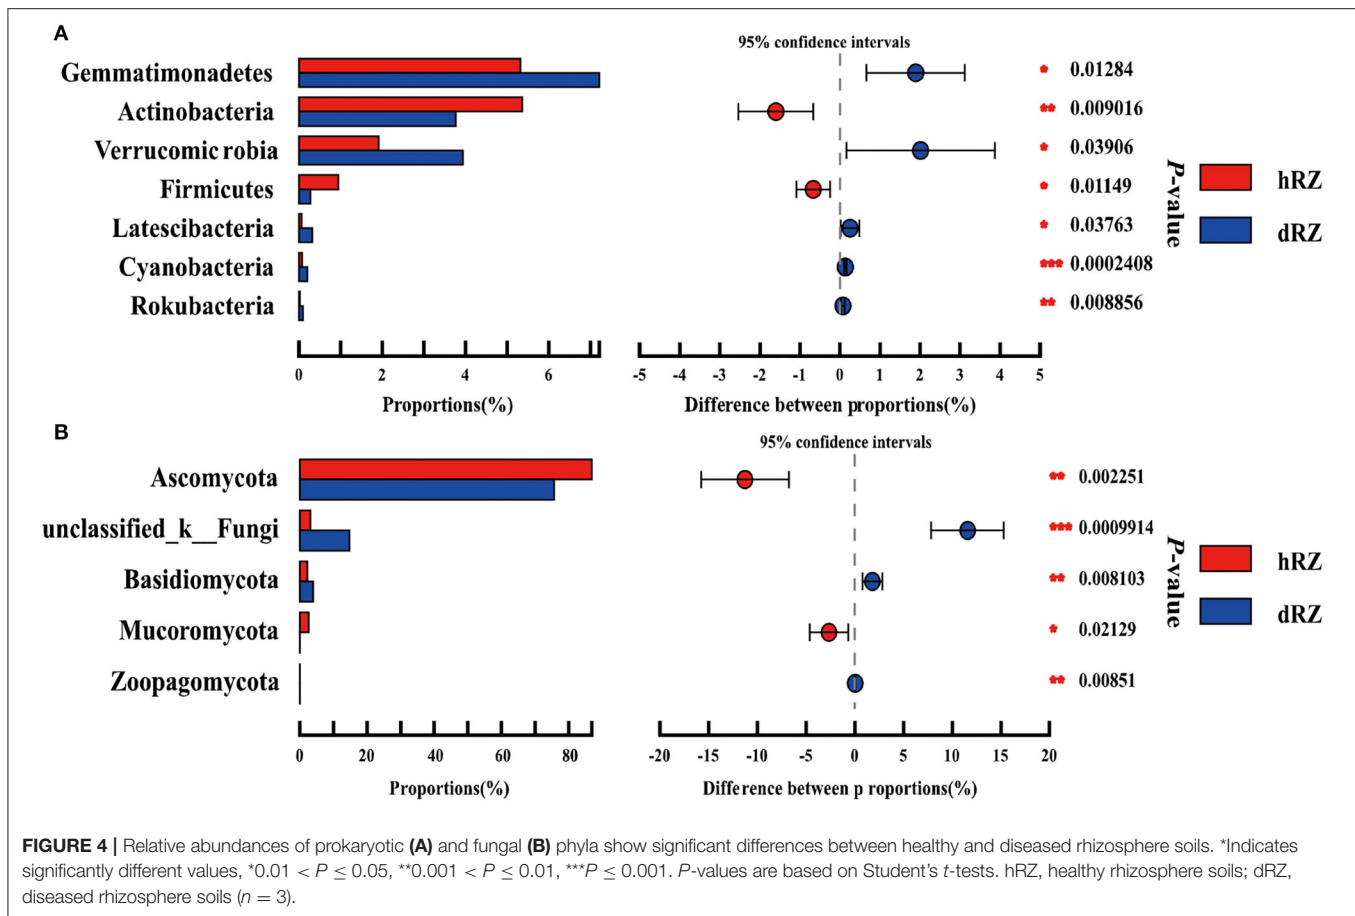 A
95% confidence intervals
Gemmatimonadetes
* 0.01284
Actinobacteria
** 0.009016
Verrucomic robia
* 0.03906
Firmicutes
* 0.01149
Latescibacteria
* 0.03763
Cyanobacteria
*** 0.0002408
Rokubacteria
** 0.008856
P-value
hRZ
dRZ
0 2 4 6
Proportions(%)
-5 -4 -3 -2 -1 0 1 2 3 4 5
Difference between proportions(%)
B
95% confidence intervals
Ascomycota
** 0.002251
unclassified_k__Fungi
*** 0.0009914
Basidiomycota
** 0.008103
Mucoromycota
* 0.02129
Zoopagomycota
** 0.00851
P-value
hRZ
dRZ
0 20 40 60 80
Proportions(%)
-20 -15 -10 -5 0 5 10 15 20
Difference between p roportions(%)
FIGURE 4 | Relative abundances of prokaryotic (A) and fungal (B) phyla show significant differences between healthy and diseased rhizosphere soils. *Indicates
significantly different values, *0.01 < P ≤ 0.05, **0.001 < P ≤ 0.01, ***P ≤ 0.001. P-values are based on Student's t-tests. hRZ, healthy rhizosphere soils; dRZ,
diseased rhizosphere soils (n = 3).